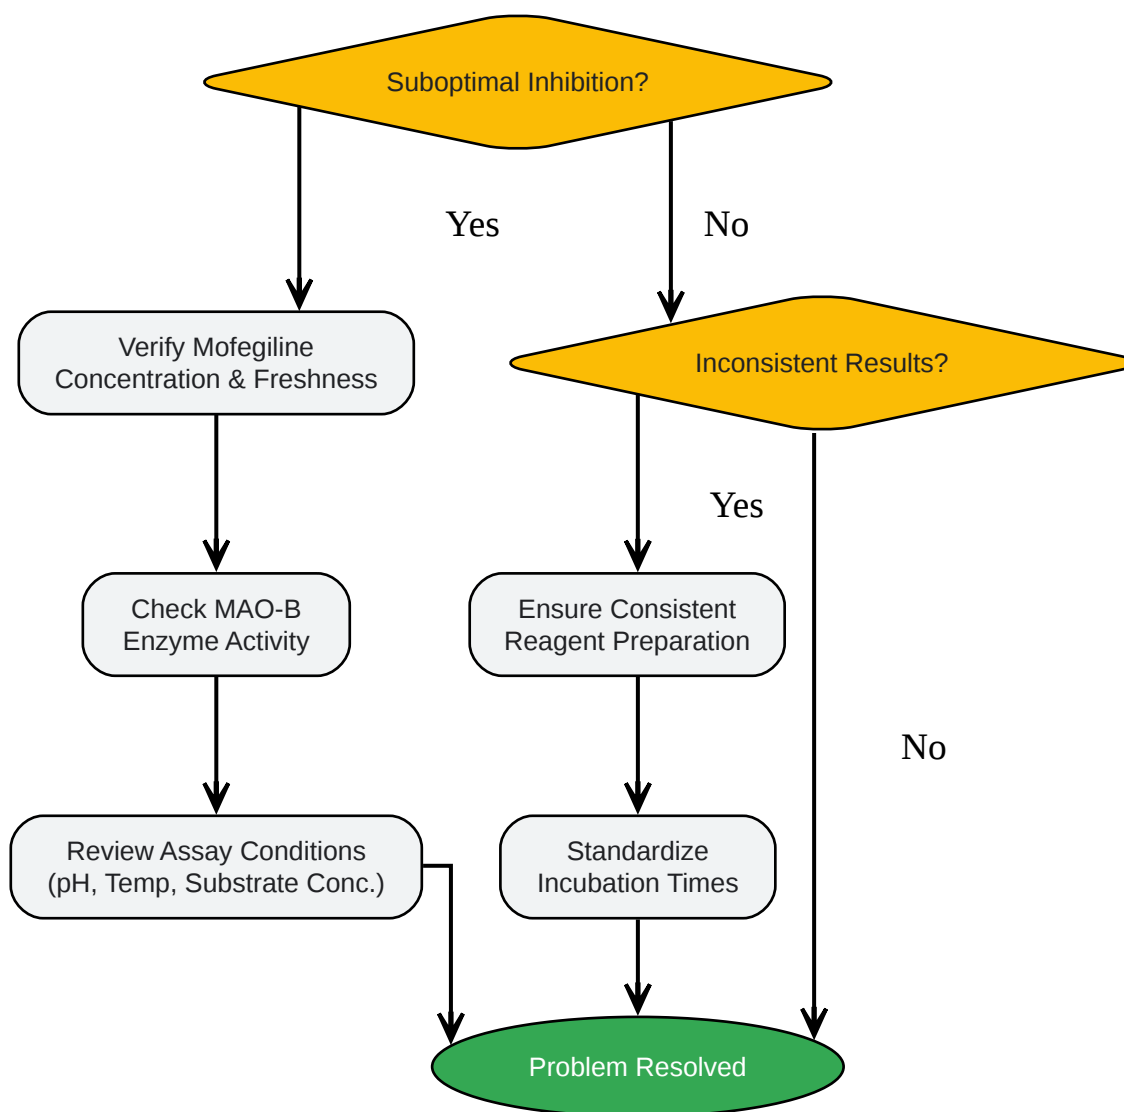 Suboptimal Inhibition?
Yes
No
Verify Mofegiline
Concentration & Freshness
Inconsistent Results?
Yes
Check MAO-B
Enzyme Activity
Ensure Consistent
Reagent Preparation
No
Review Assay Conditions
(pH, Temp, Substrate Conc.)
Standardize
Incubation Times
Problem Resolved